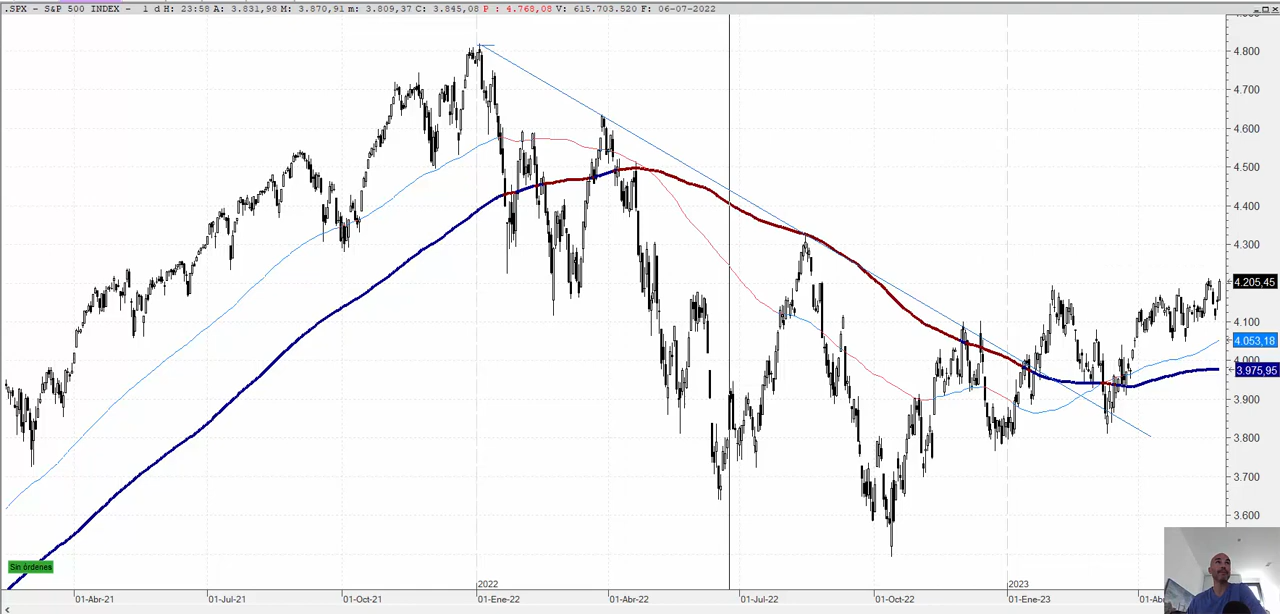 .SPX - S&P 500 INDEX - 1 d H: 23:58 A: 3.831,98 M: 3.870,91 m: 3.809,37 C: 3.845,08 P : 4.768,08 V: 615.703.520 F: 06-07-2022
4.800
4.700
4.600
4.500
4.400
4.300
4.205,45
4.100
4.053,18
4.000
3.975,95
3.900
3.800
3.700
3.600
Sin órdenes
2022
2023
01-Abr-21
01-Jul-21
01-Oct-21
01-Ene-22
01-Abr-22
01-Jul-22
01-Oct-22
01-Ene-23
01-Ab